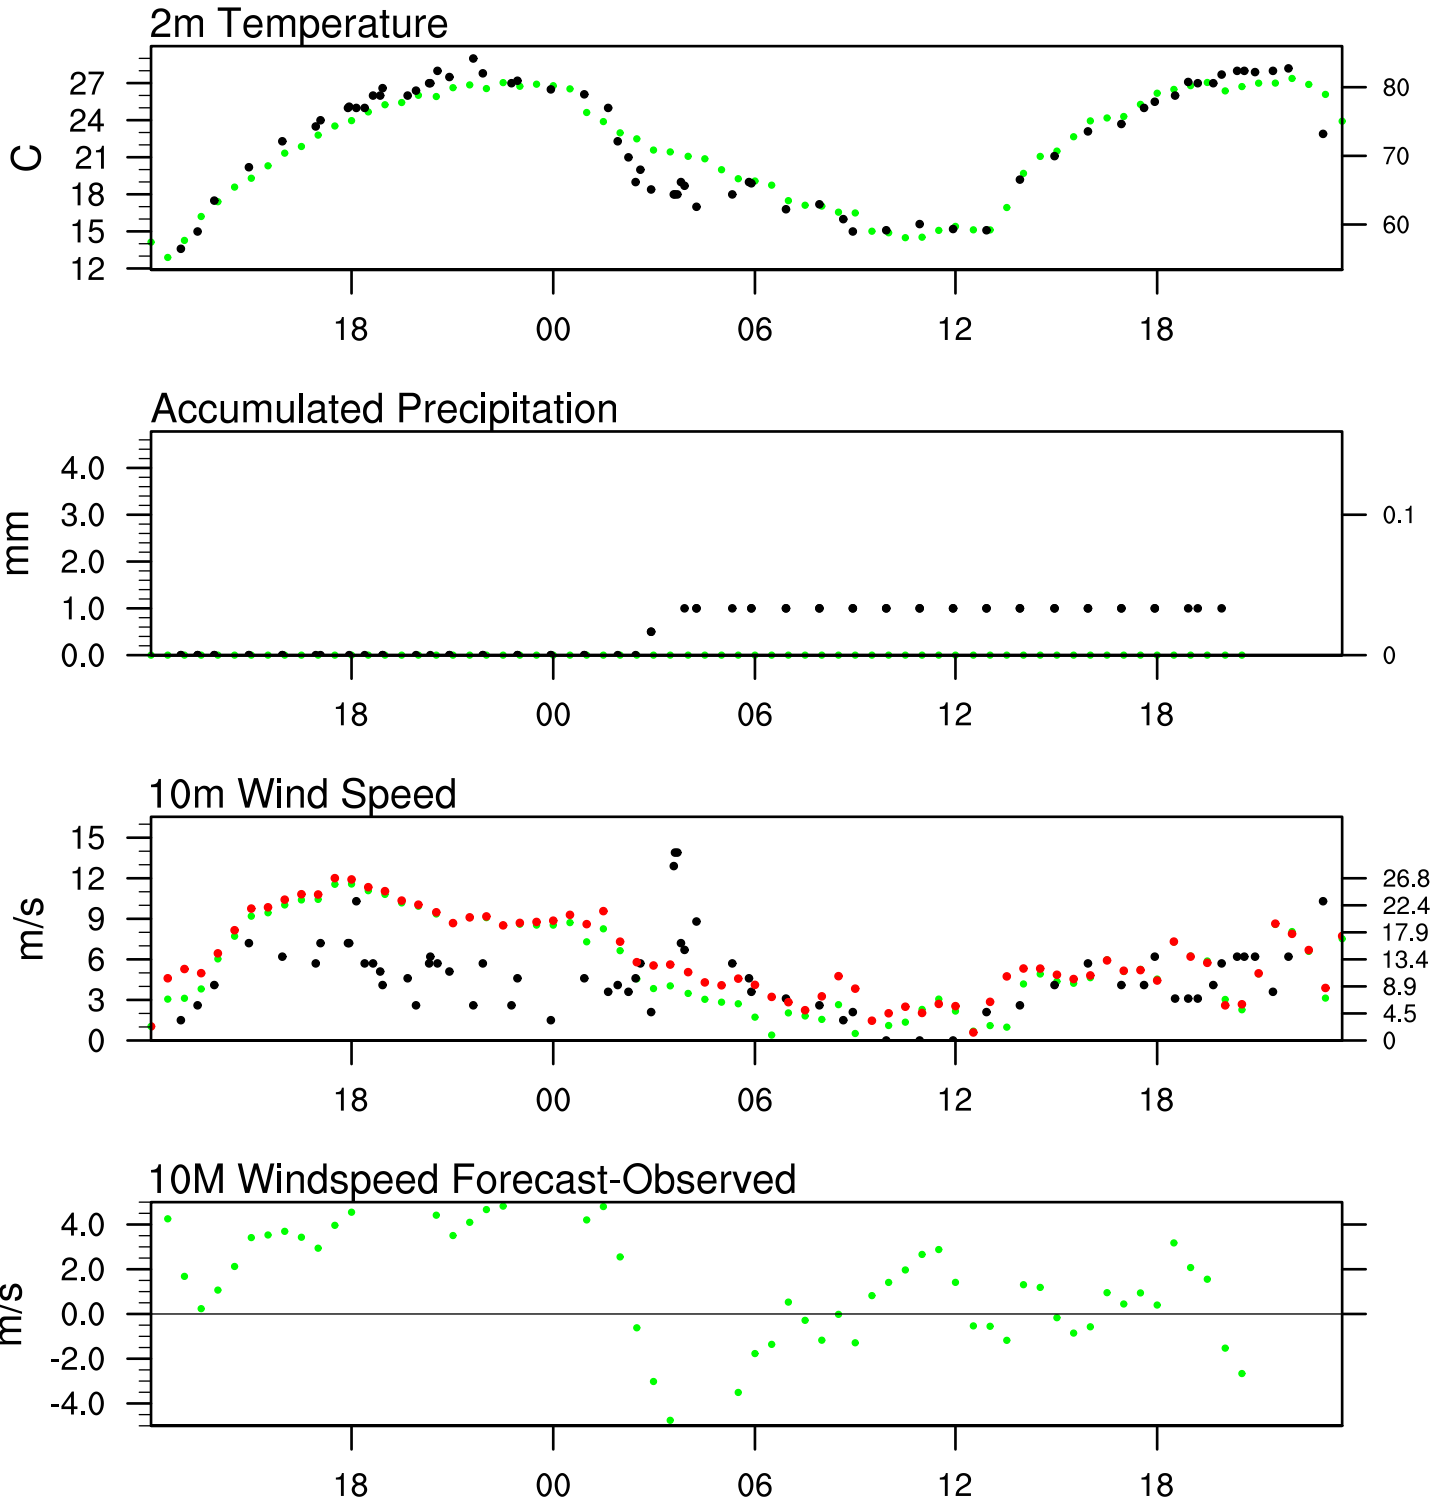 2m Temperature
C
27
24
21
18
15
12
80
70
60
18 00 06 12 18
Accumulated Precipitation
mm
4.0
3.0
2.0
1.0
0.0
0.1
0
18 00 06 12 18
10m Wind Speed
m/s
15
12
9
6
3
0
26.8
22.4
17.9
13.4
8.9
4.5
0
18 00 06 12 18
10M Windspeed Forecast-Observed
m/s
4.0
2.0
0.0
-2.0
-4.0
18 00 06 12 18